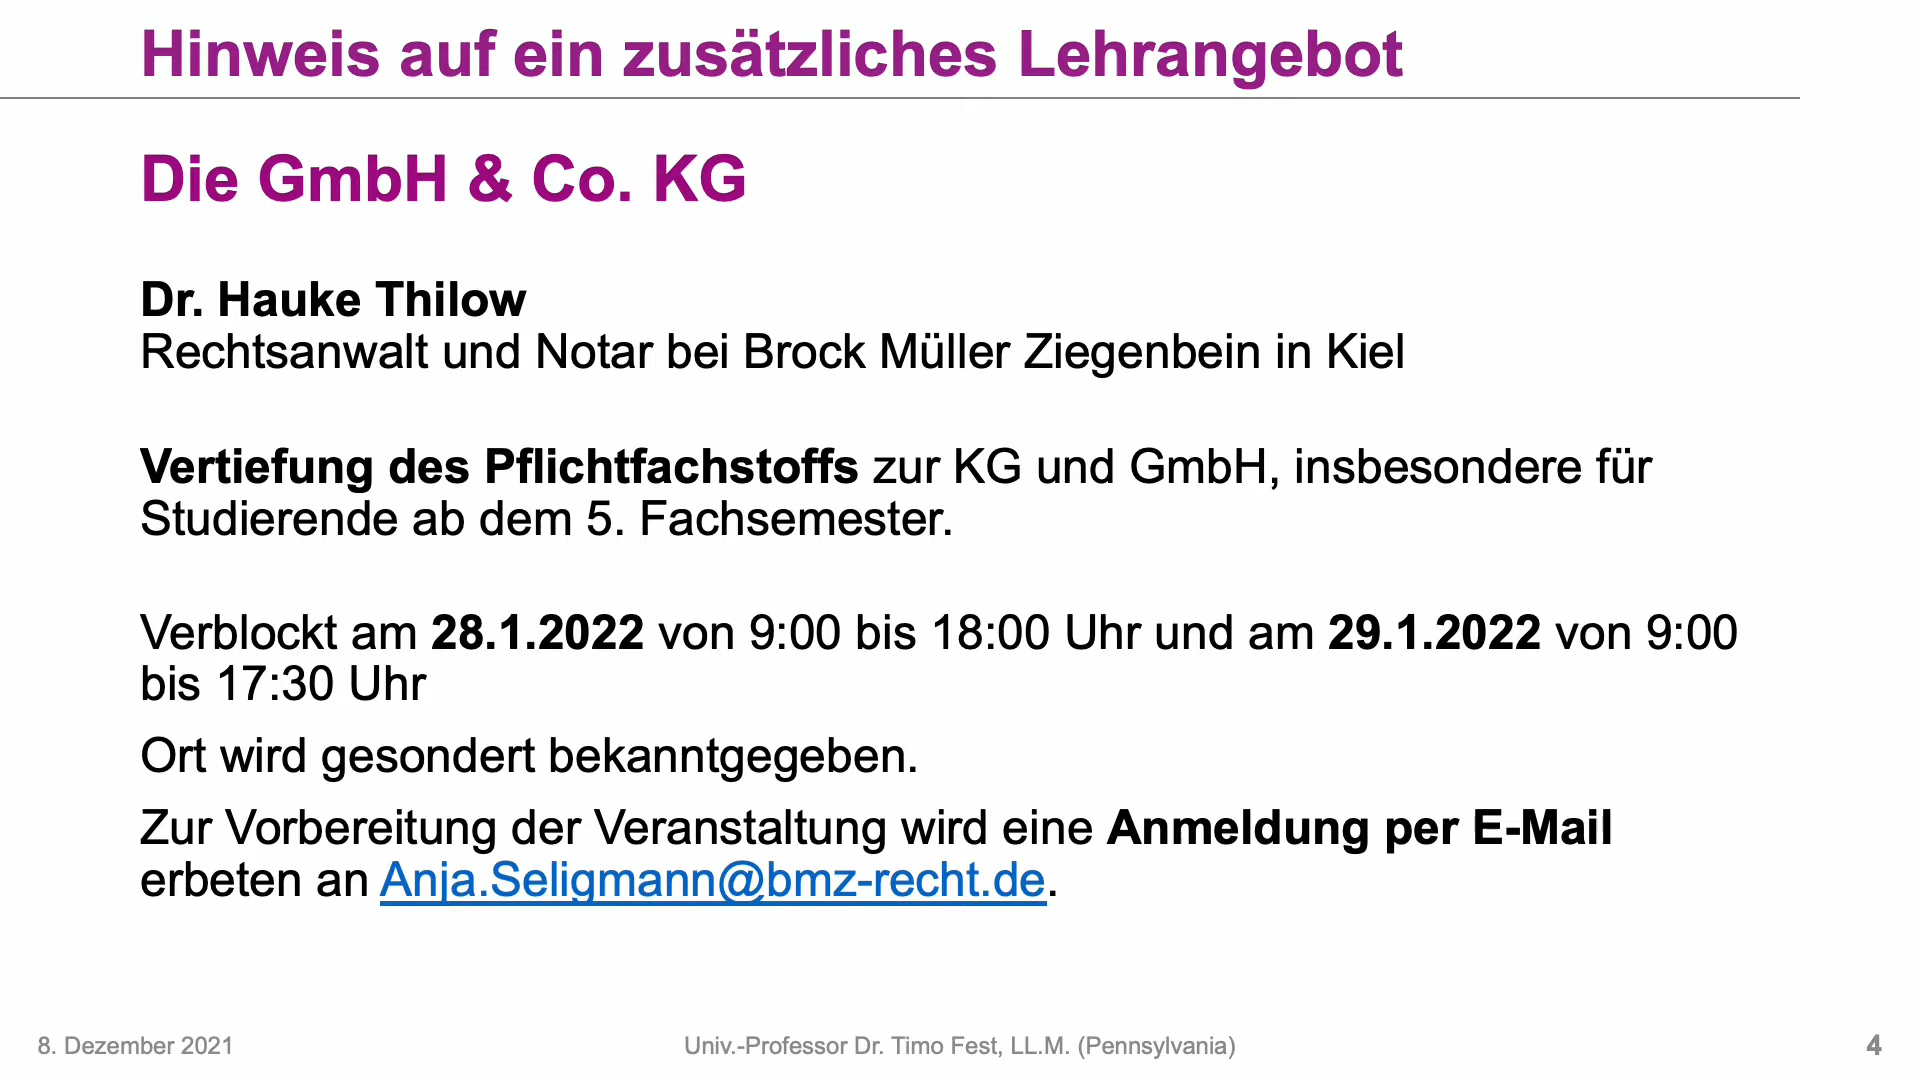 Hinweis auf ein zusätzliches Lehrangebot
Die GmbH & Co. KG
Dr. Hauke Thilow
Rechtsanwalt und Notar bei Brock Müller Ziegenbein in Kiel
Vertiefung des Pflichtfachstoffs zur KG und GmbH, insbesondere für
Studierende ab dem 5. Fachsemester.
Verblockt am 28.1.2022 von 9:00 bis 18:00 Uhr und am 29.1.2022 von 9:00
bis 17:30 Uhr
Ort wird gesondert bekanntgegeben.
Zur Vorbereitung der Veranstaltung wird eine Anmeldung per E-Mail
erbeten an Anja.Seligmann@bmz-recht.de.
8. Dezember 2021
Univ.-Professor Dr. Timo Fest, LL.M. (Pennsylvania)
4